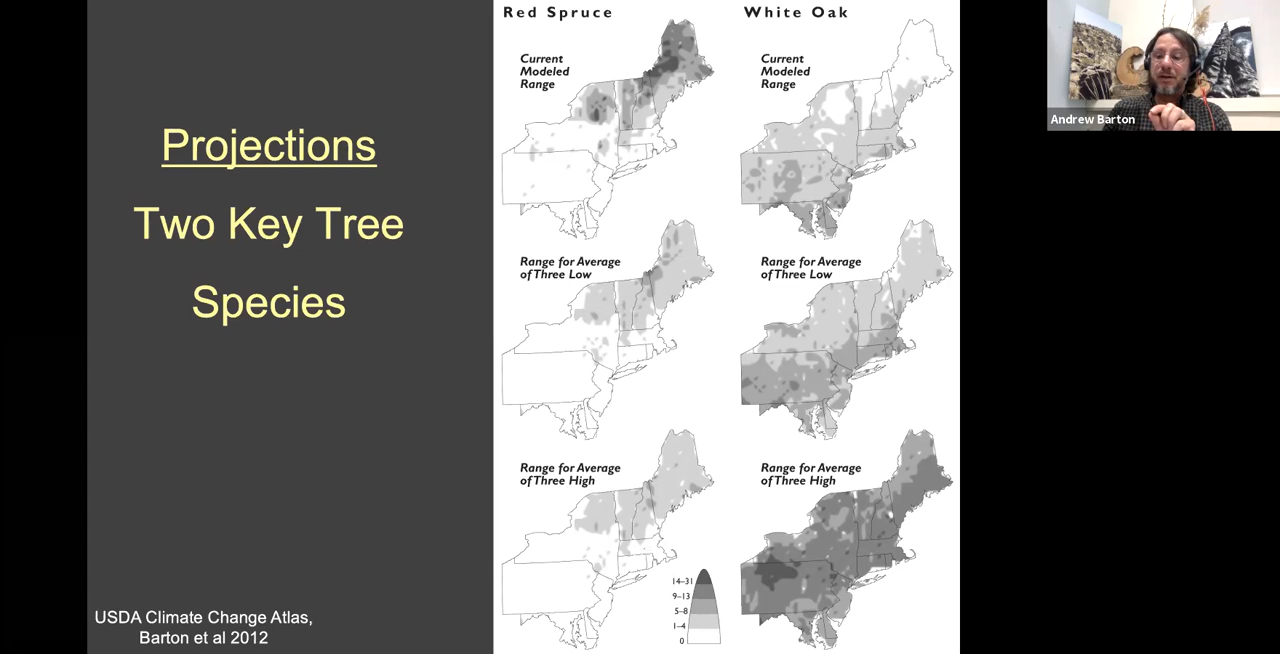 Projections
Two Key Tree
Species
USDA Climate Change Atlas,
Barton et al 2012
Red Spruce
Current
Modeled
Range
Range for Average
of Three Low
Range for Average
of Three High
14–31
9–13
5–8
1–4
0
White Oak
Current
Modeled
Range
Range for Average
of Three Low
Range for Average
of Three High
Andrew Barton